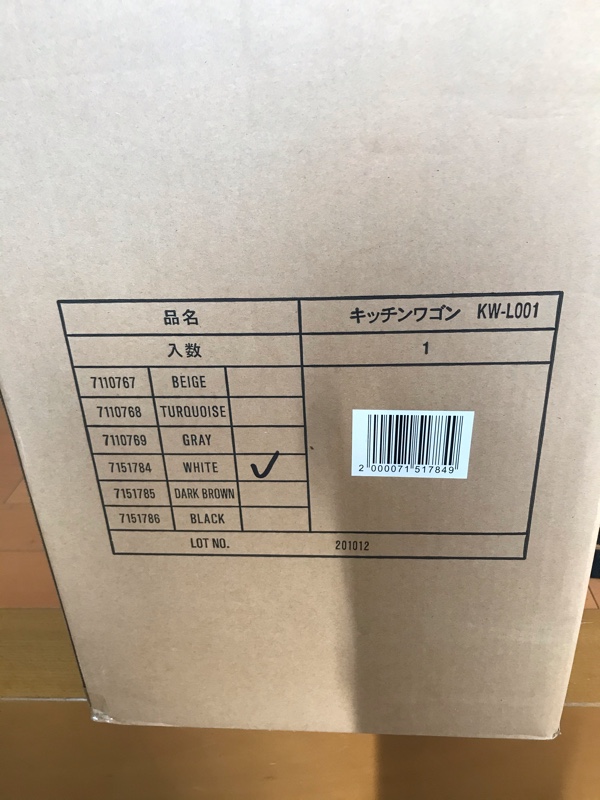 品名 キッチンワゴン KW-L001
入数 1
7110767 BEIGE
7110768 TURQUOISE
7110769 GRAY
7151784 WHITE ✓
7151785 DARK BROWN
7151786 BLACK
2 000071 517849
LOT NO. 201012